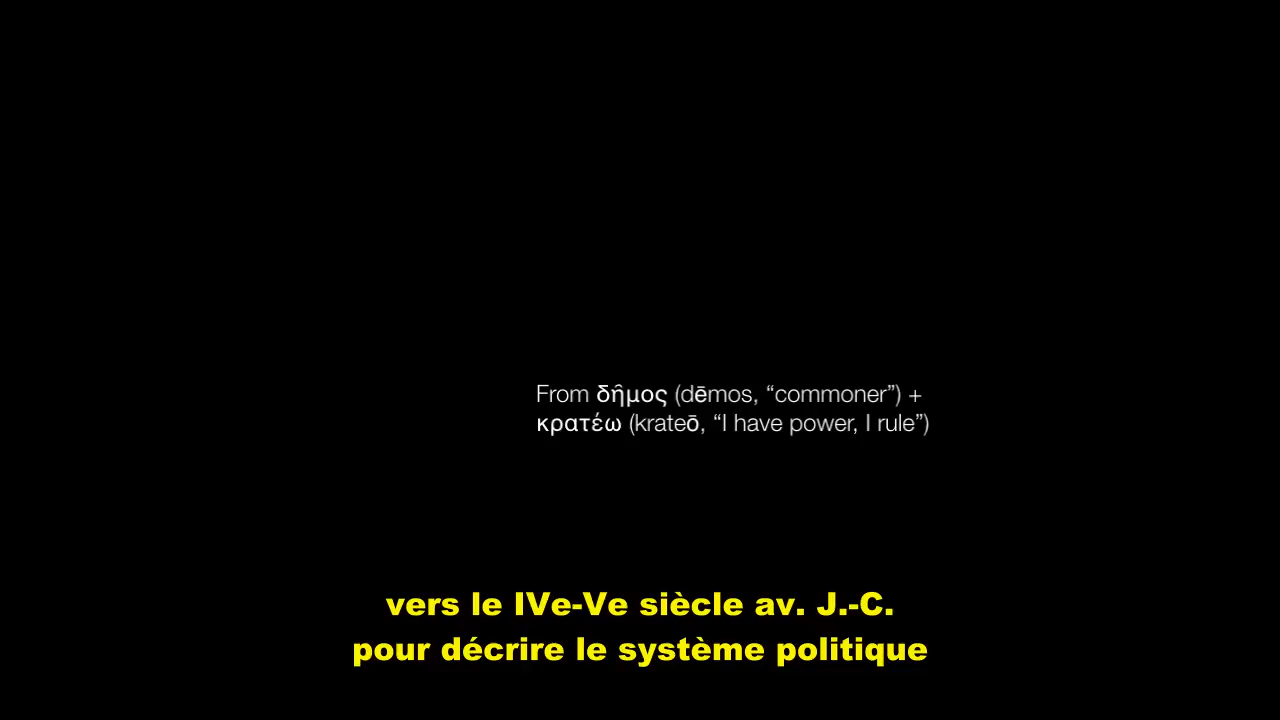 From δῆμος (dēmos, “commoner”) +
κρατέω (krateō, “I have power, I rule”)
vers le IVe-Ve siècle av. J.-C.
pour décrire le système politique